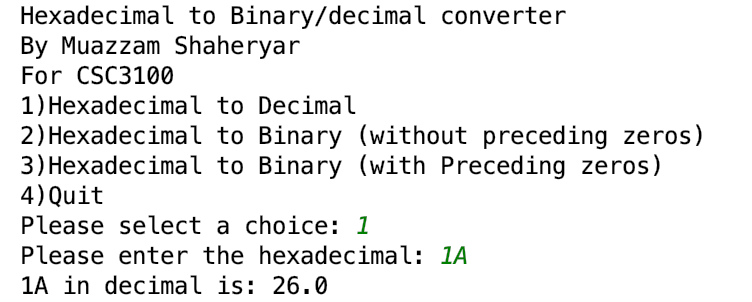 Hexadecimal to Binary/decimal converter
By Muazzam Shaheryar
For CSC3100
1)Hexadecimal to Decimal
2)Hexadecimal to Binary (without preceding zeros)
3)Hexadecimal to Binary (with Preceding zeros)
4)Quit
Please select a choice: 1
Please enter the hexadecimal: 1A
1A in decimal is: 26.0